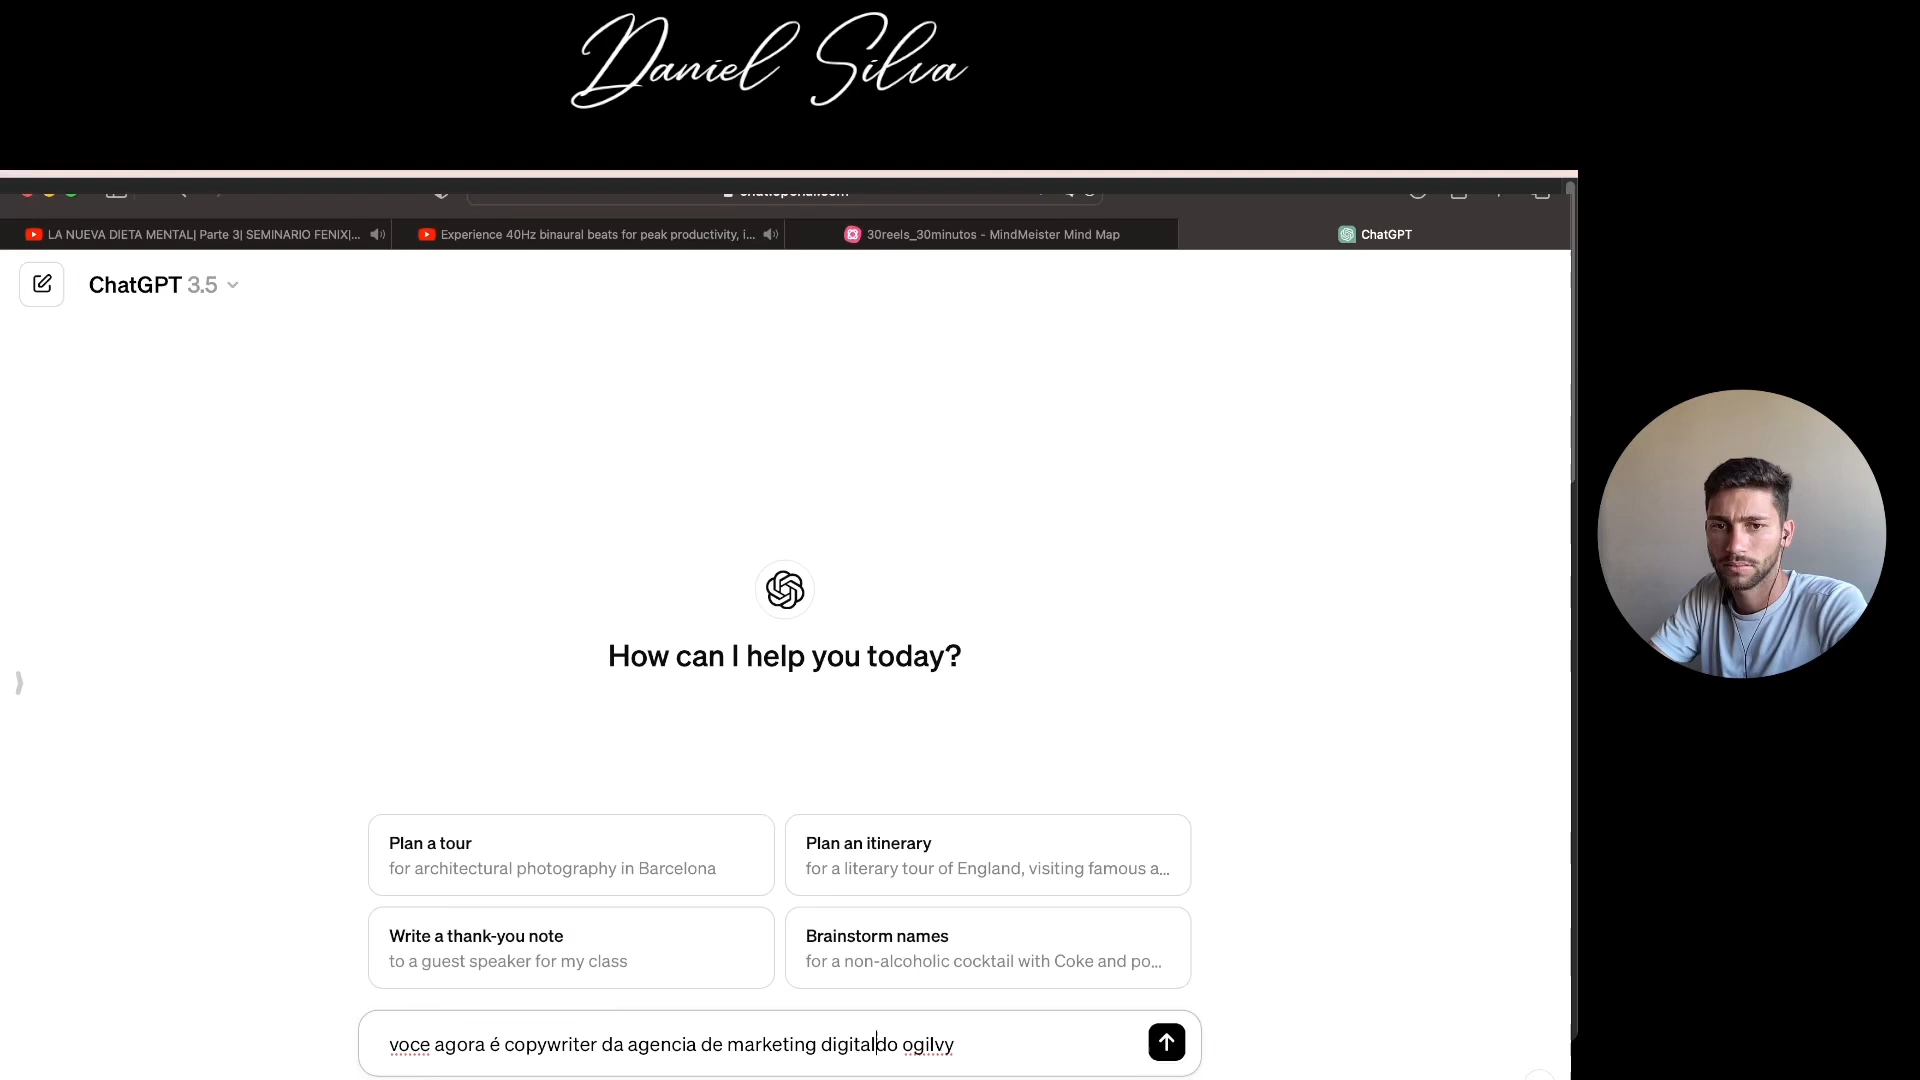 Daniel Silva
LA NUEVA DIETA MENTAL| Parte 3| SEMINARIO FENIX|...
Experience 40Hz binaural beats for peak productivity, i...
30reels_30minutos - MindMeister Mind Map
ChatGPT
ChatGPT 3.5
How can I help you today?
Plan a tour
for architectural photography in Barcelona
Plan an itinerary
for a literary tour of England, visiting famous a...
Write a thank-you note
to a guest speaker for my class
Brainstorm names
for a non-alcoholic cocktail with Coke and po...
voce agora é copywriter da agencia de marketing digitaldo ogilvy